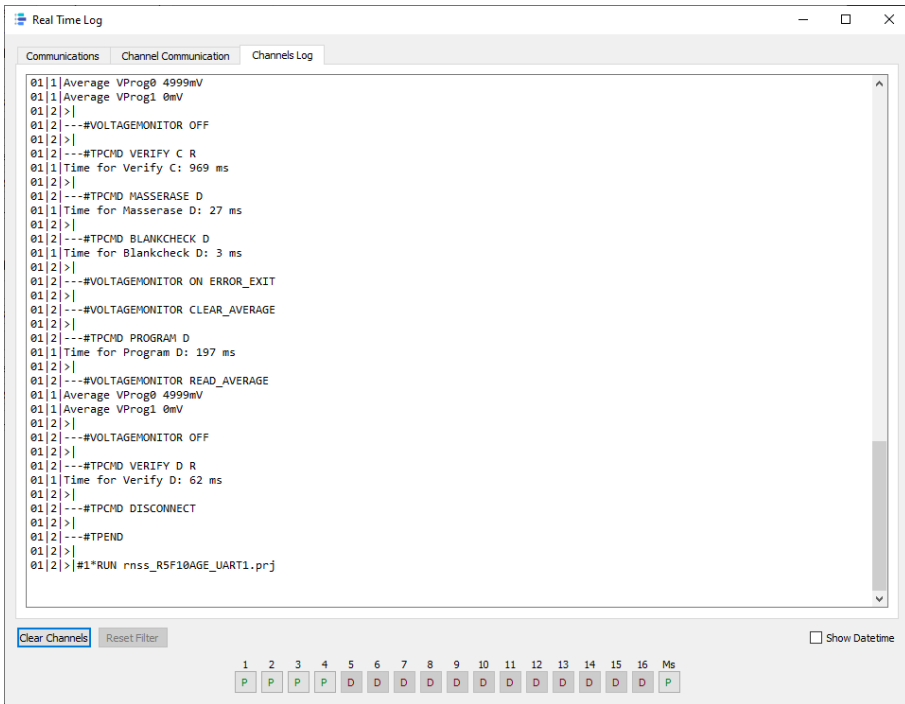 Real Time Log
Communications Channel Communication Channels Log
01|1|Average VProg0 4999mV
01|1|Average VProg1 0mV
01|2|>|
01|2|---#VOLTAGEMONITOR OFF
01|2|>|
01|2|---#TPCMD VERIFY C R
01|1|Time for Verify C: 969 ms
01|2|>|
01|2|---#TPCMD MASSERASE D
01|1|Time for Masserase D: 27 ms
01|2|>|
01|2|---#TPCMD BLANKCHECK D
01|1|Time for Blankcheck D: 3 ms
01|2|>|
01|2|---#VOLTAGEMONITOR ON ERROR_EXIT
01|2|>|
01|2|---#VOLTAGEMONITOR CLEAR_AVERAGE
01|2|>|
01|2|---#TPCMD PROGRAM D
01|1|Time for Program D: 197 ms
01|2|>|
01|2|---#VOLTAGEMONITOR READ_AVERAGE
01|1|Average VProg0 4999mV
01|1|Average VProg1 0mV
01|2|>|
01|2|---#VOLTAGEMONITOR OFF
01|2|>|
01|2|---#TPCMD VERIFY D R
01|1|Time for Verify D: 62 ms
01|2|>|
01|2|---#TPCMD DISCONNECT
01|2|>|
01|2|---#TPEND
01|2|>|
01|2|>|#1*RUN rnss_R5F10AGE_UART1.prj
Clear Channels Reset Filter Show Datetime
1 2 3 4 5 6 7 8 9 10 11 12 13 14 15 16 Ms
P P P P D D D D D D D D D D D D P